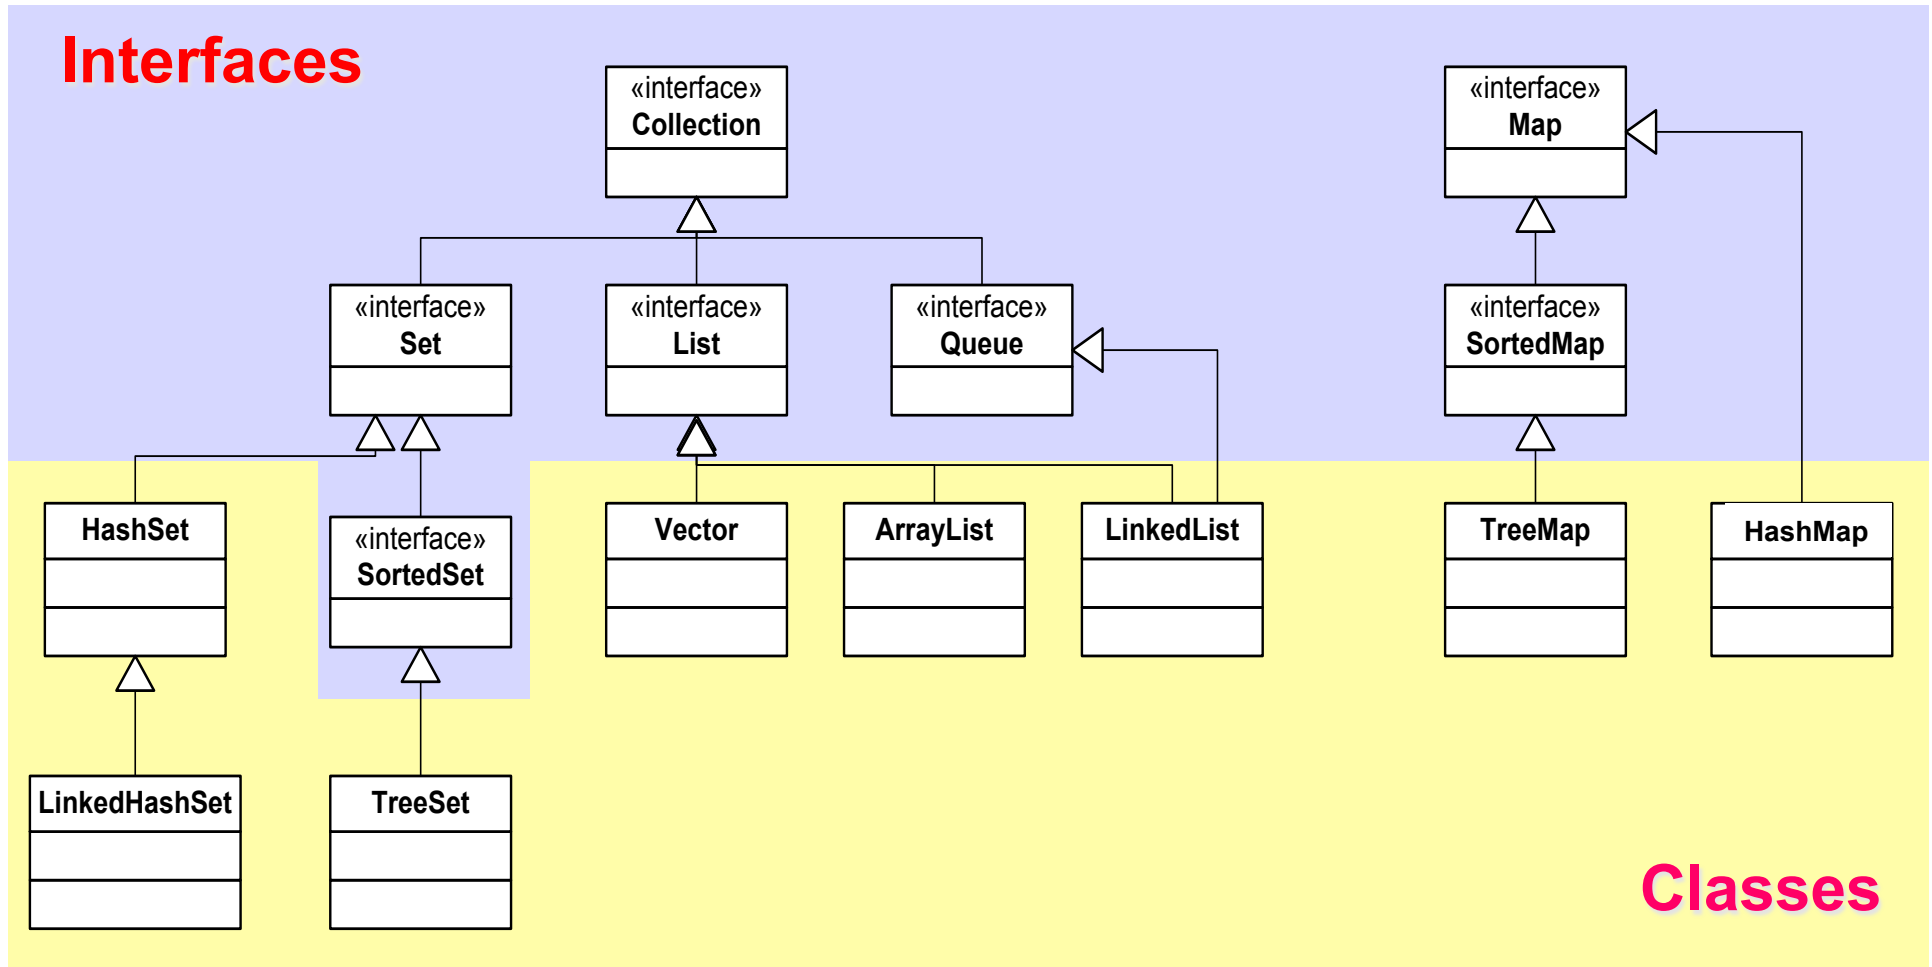 Interfaces
«interface»
Collection
«interface»
Map
«interface»
Set
«interface»
List
«interface»
Queue
«interface»
SortedMap
HashSet
«interface»
SortedSet
Vector
ArrayList
LinkedList
TreeMap
HashMap
LinkedHashSet
TreeSet
Classes